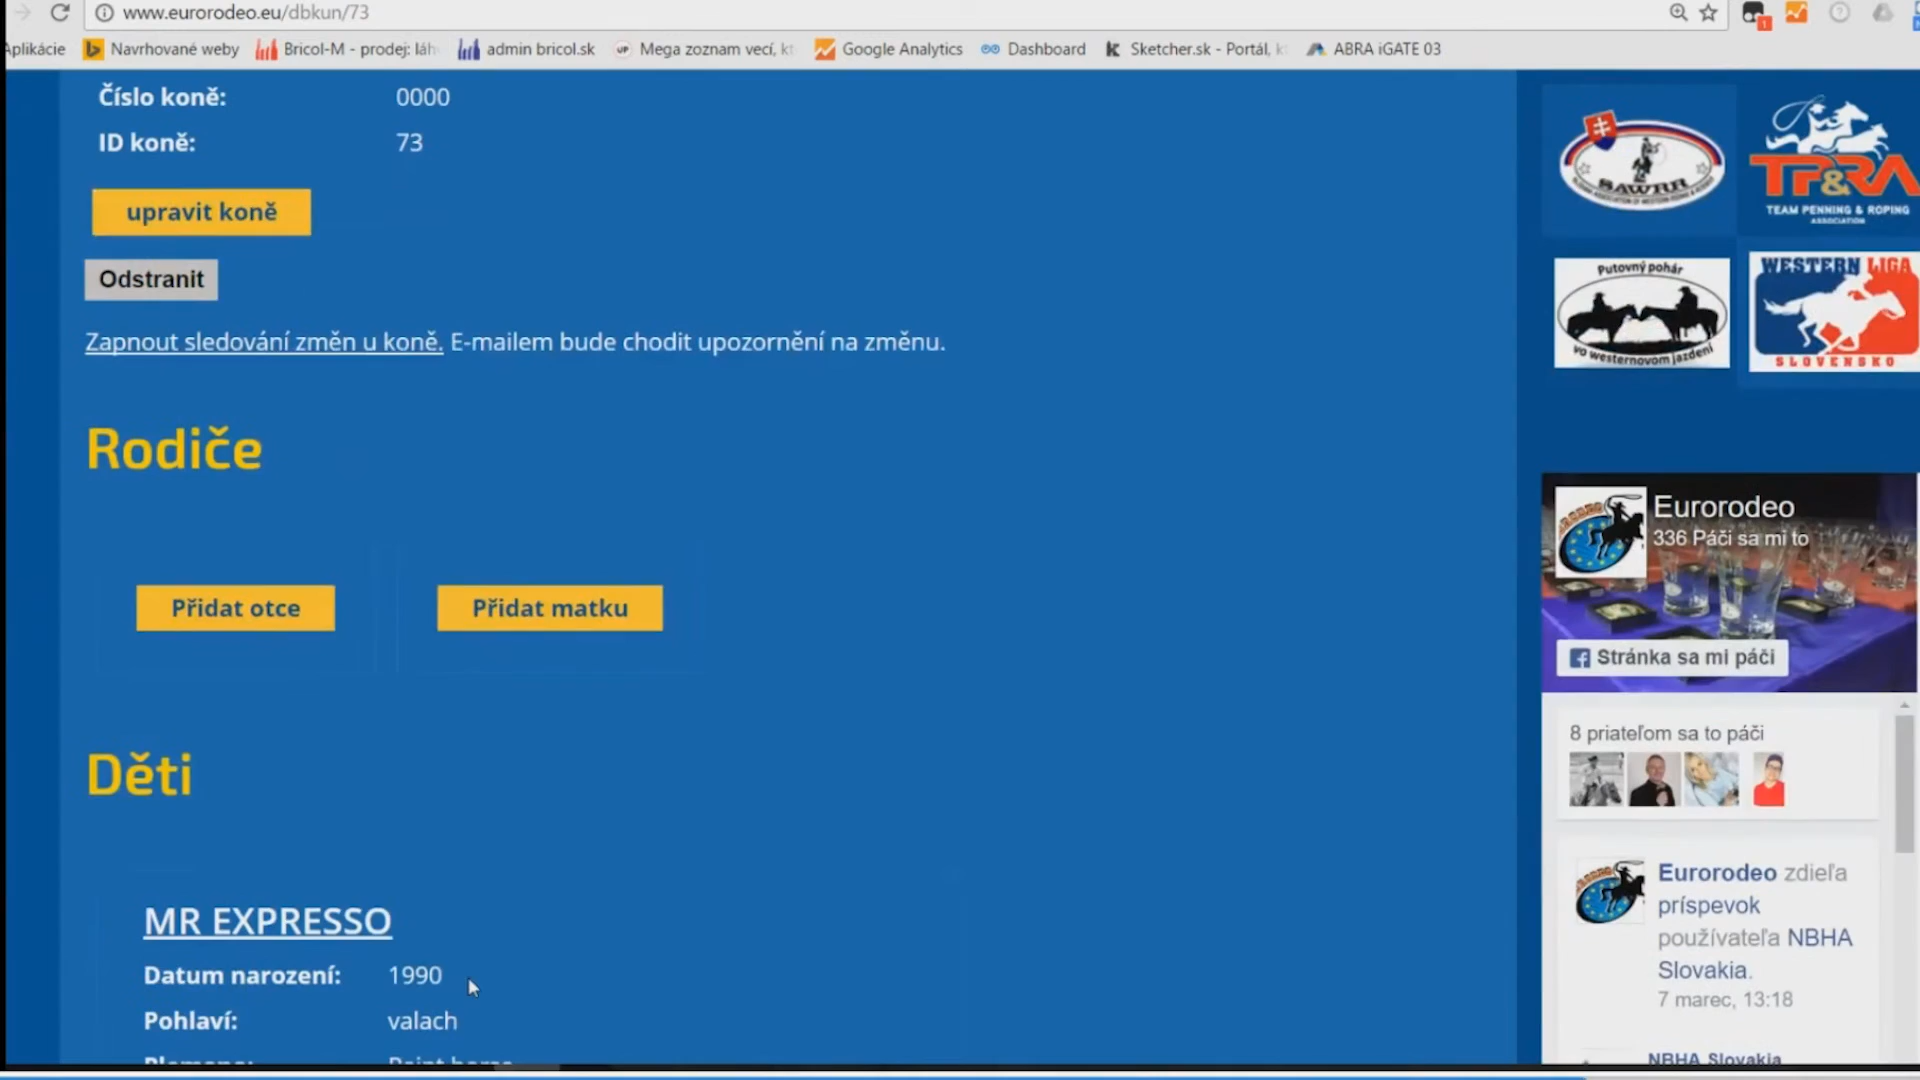 www.eurorodeo.eu/dbkun/73
Aplikácie
Navrhované weby
Bricol-M - prodej: láh
admin bricol.sk
Mega zoznam vecí, kt
Google Analytics
Dashboard
Sketcher.sk - Portál, k
ABRA iGATE 03
Číslo koně: 0000
ID koně: 73
upravit koně
Odstranit
Zapnout sledování změn u koně. E-mailem bude chodit upozornění na změnu.
Rodiče
Přidat otce
Přidat matku
Děti
MR EXPRESSO
Datum narození: 1990
Pohlaví: valach
SAWRR
TP&RA
TEAM PENNING & ROPING
ASSOCIATION
Putovný pohár
vo westernovom jazdení
WESTERN LIGA
SLOVENSKO
Eurorodeo
336 Páči sa mi to
Stránka sa mi páči
8 priateľom sa to páči
Eurorodeo zdieľa
príspevok
používateľa NBHA
Slovakia.
7 marec, 13:18
NBHA Slovakia